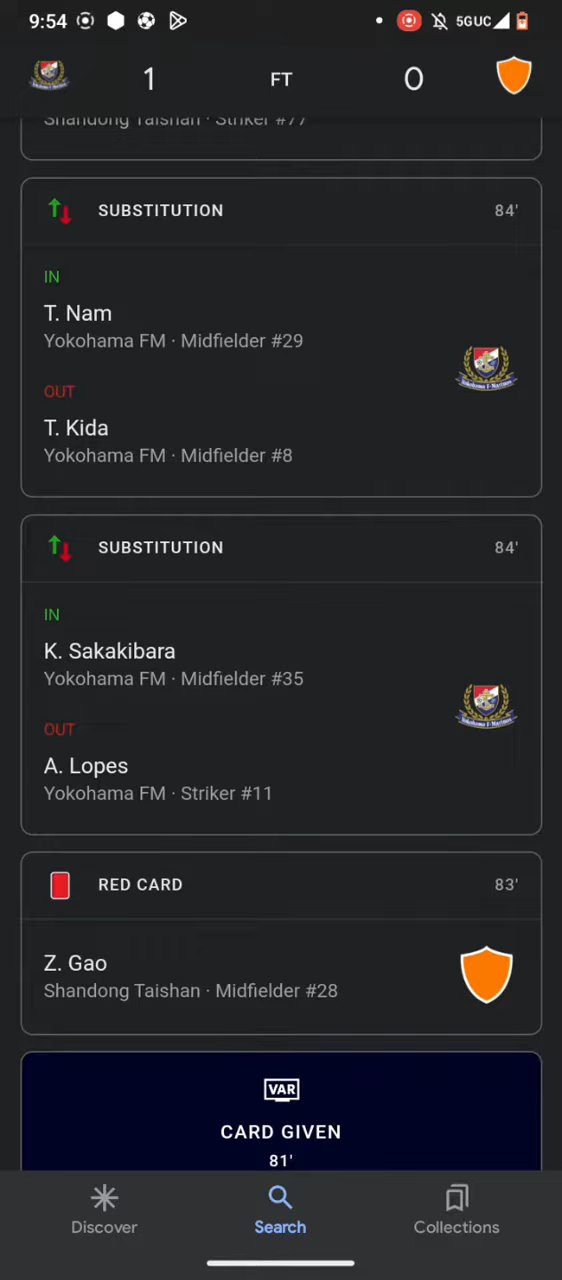 9:54
5GUC
1 FT 0
Shandong Taishan · Striker #77
SUBSTITUTION 84'
IN
T. Nam
Yokohama FM · Midfielder #29
OUT
T. Kida
Yokohama FM · Midfielder #8
SUBSTITUTION 84'
IN
K. Sakakibara
Yokohama FM · Midfielder #35
OUT
A. Lopes
Yokohama FM · Striker #11
RED CARD 83'
Z. Gao
Shandong Taishan · Midfielder #28
VAR
CARD GIVEN
81'
Discover Search Collections